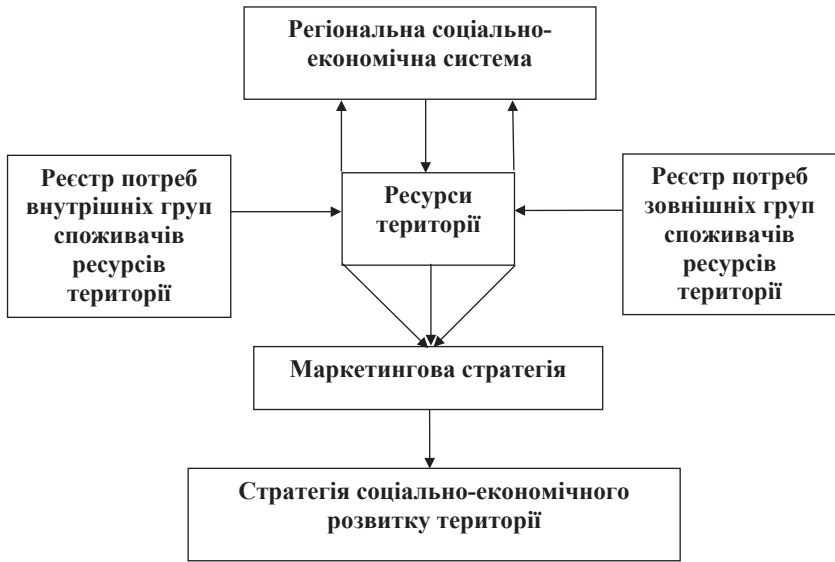 Регіональна соціально-
економічна система
Реєстр потреб
внутрішніх груп
споживачів
ресурсів
території
Ресурси
території
Реєстр потреб
зовнішніх груп
споживачів
ресурсів
території
Маркетингова стратегія
Стратегія соціально-економічного
розвитку території